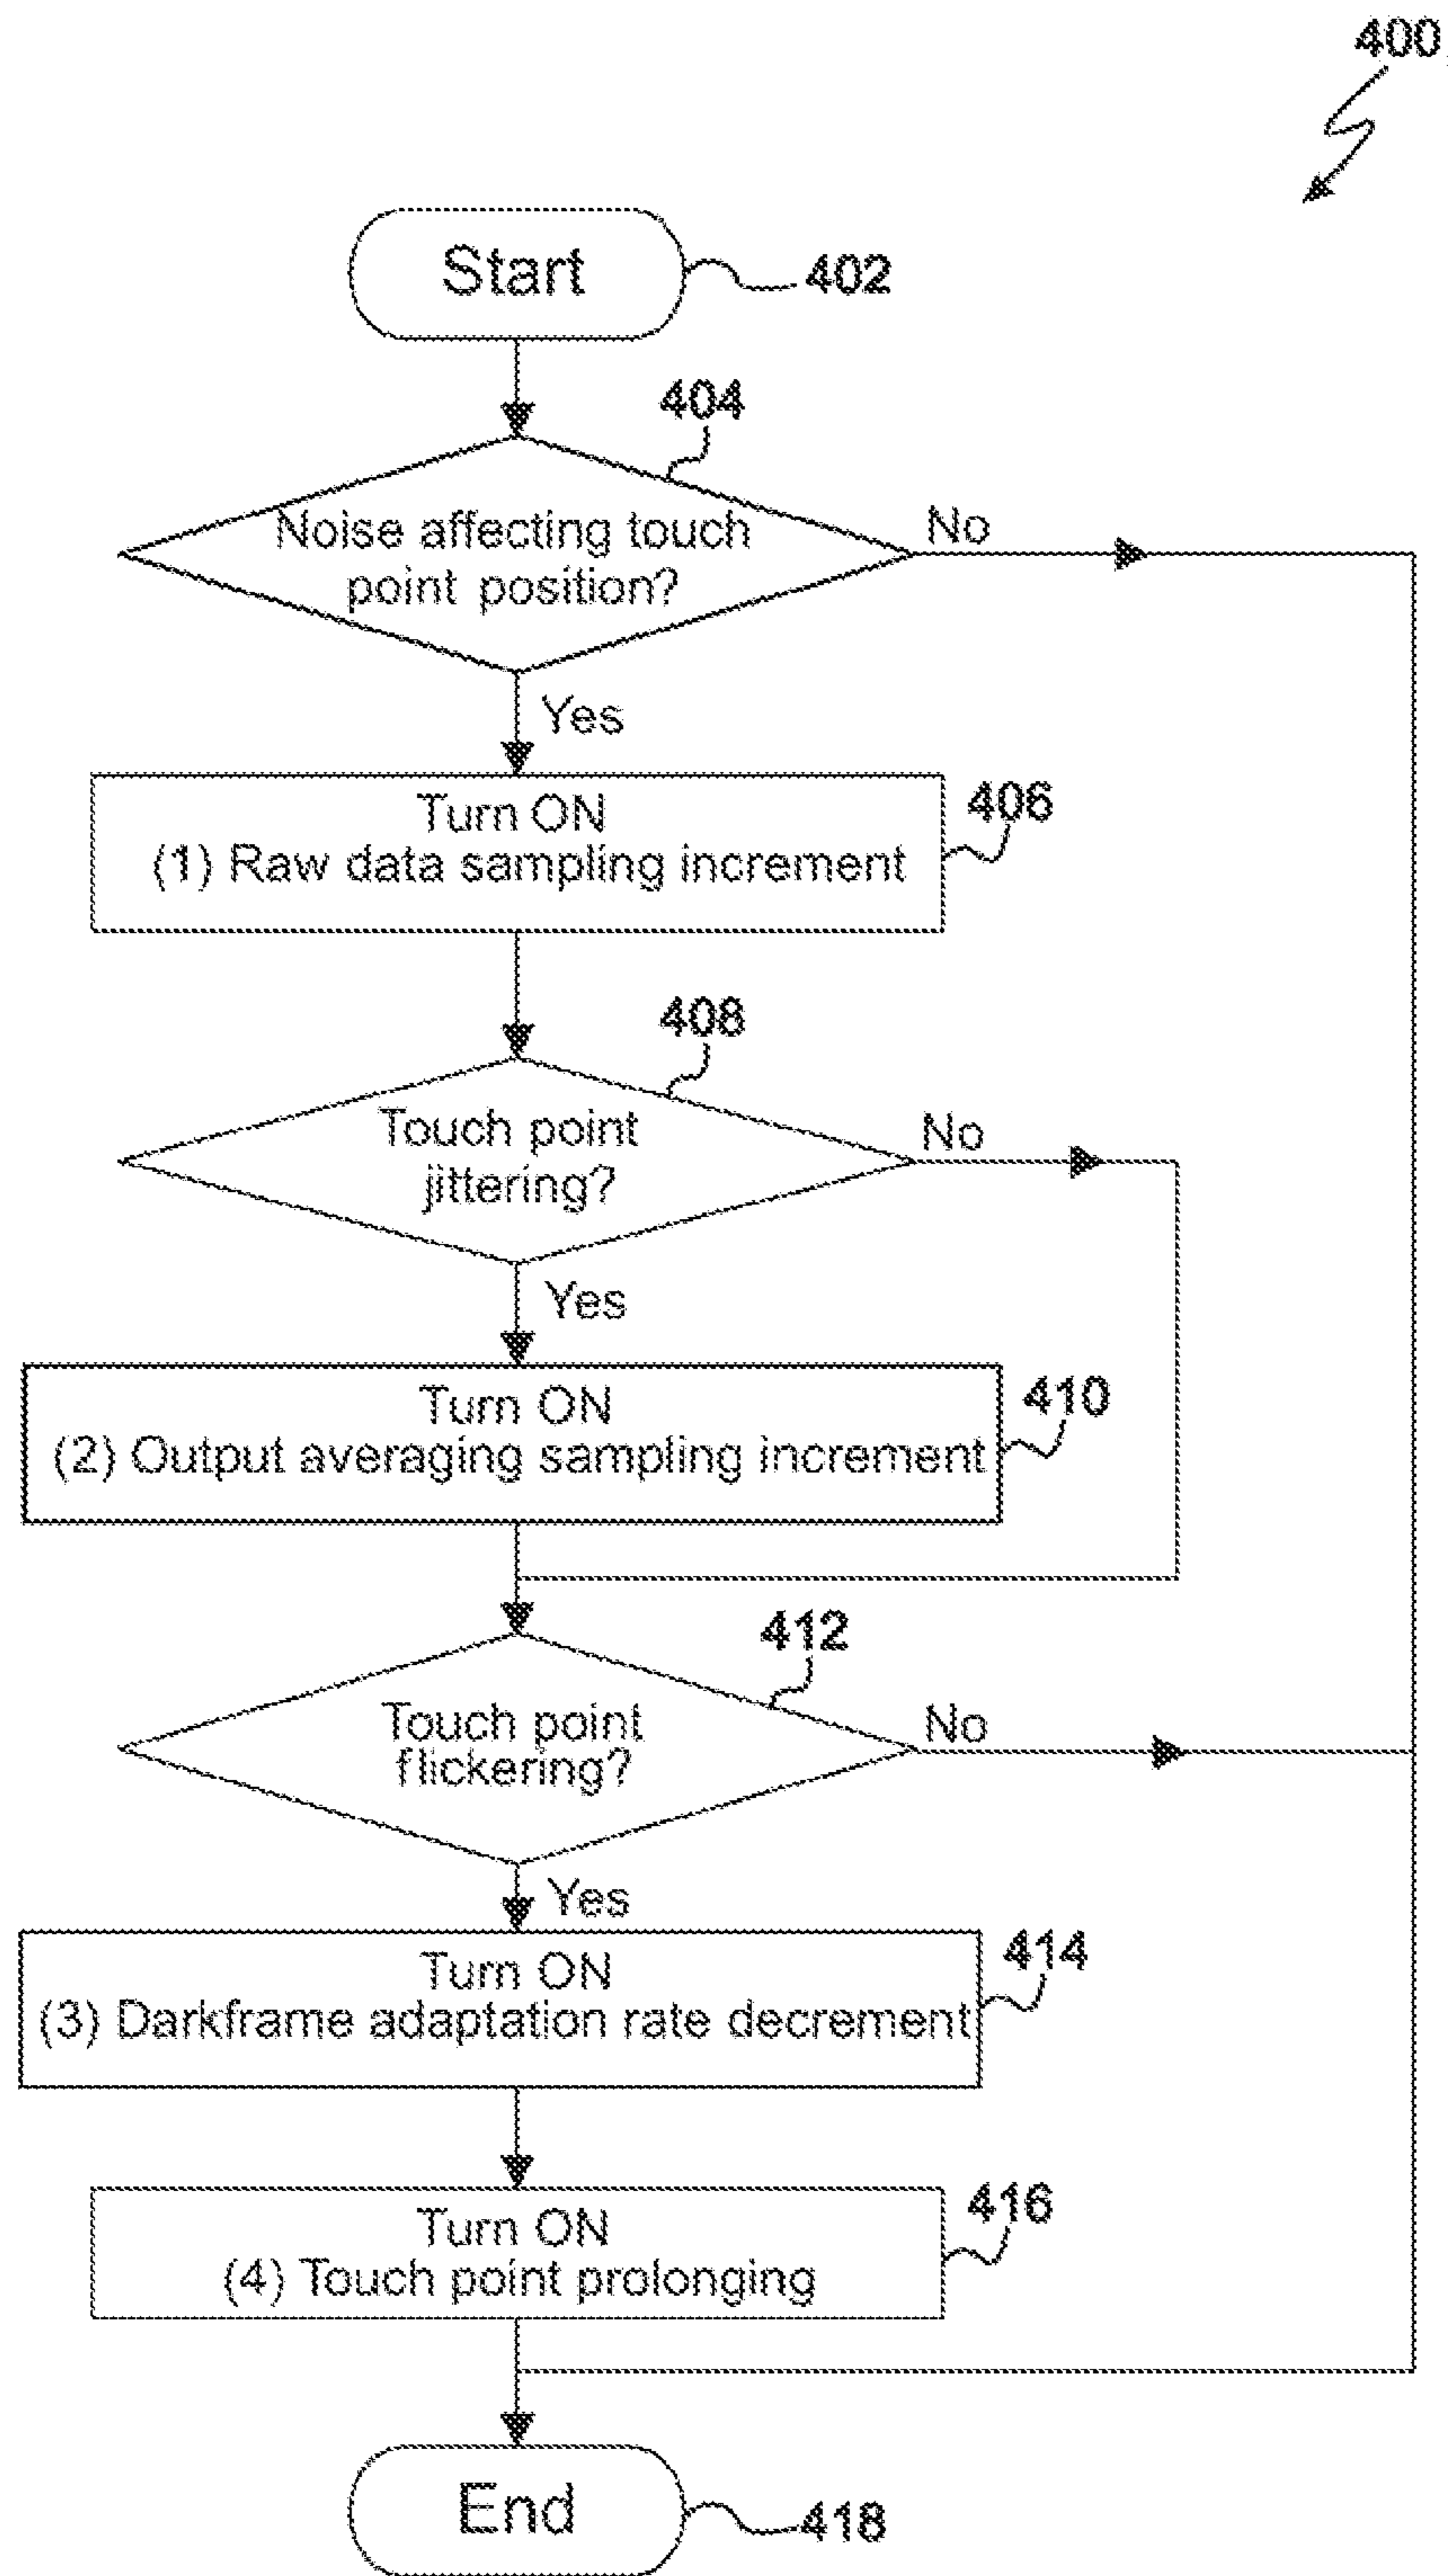 400
Start
402
404
Noise affecting touch
point position?
No
Yes
Turn ON
(1) Raw data sampling increment
406
408
Touch point
jittering?
No
Yes
Turn ON
(2) Output averaging sampling increment
410
412
Touch point
flickering?
No
Yes
Turn ON
(3) Darkframe adaptation rate decrement
414
Turn ON
(4) Touch point prolonging
416
End
418